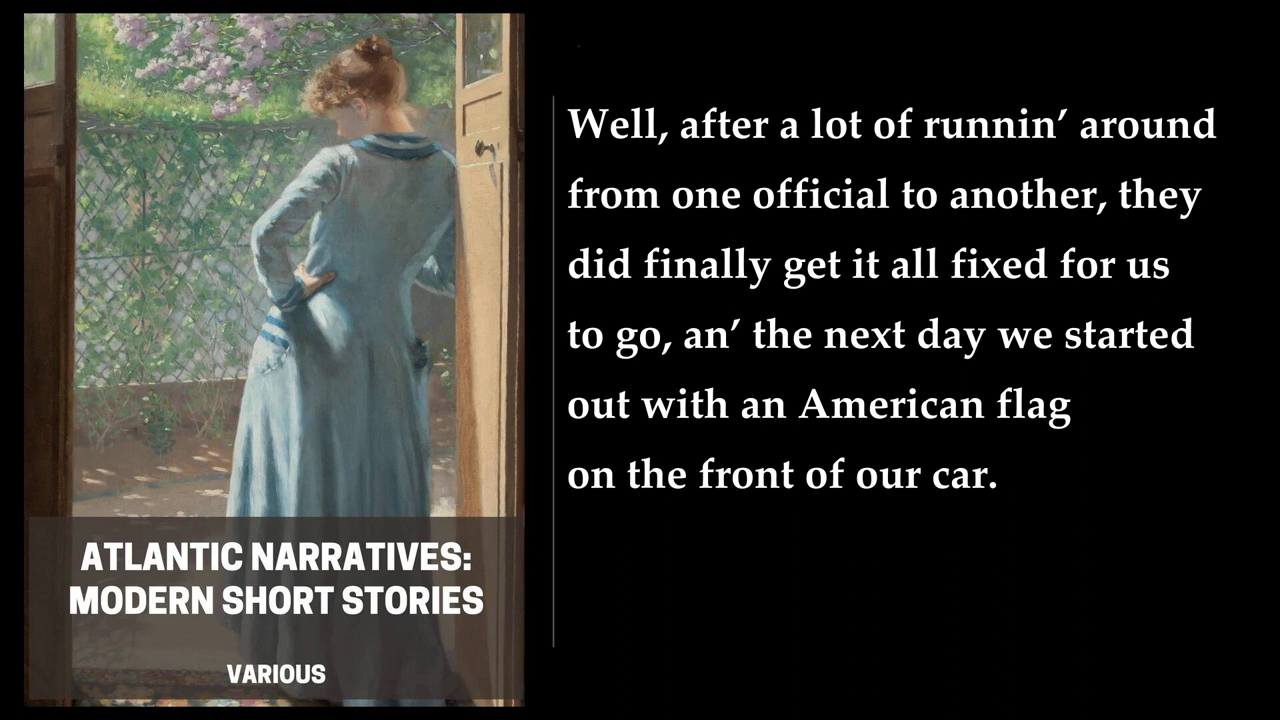 Well, after a lot of runnin’ around
from one official to another, they
did finally get it all fixed for us
to go, an’ the next day we started
out with an American flag
on the front of our car.
ATLANTIC NARRATIVES:
MODERN SHORT STORIES
VARIOUS